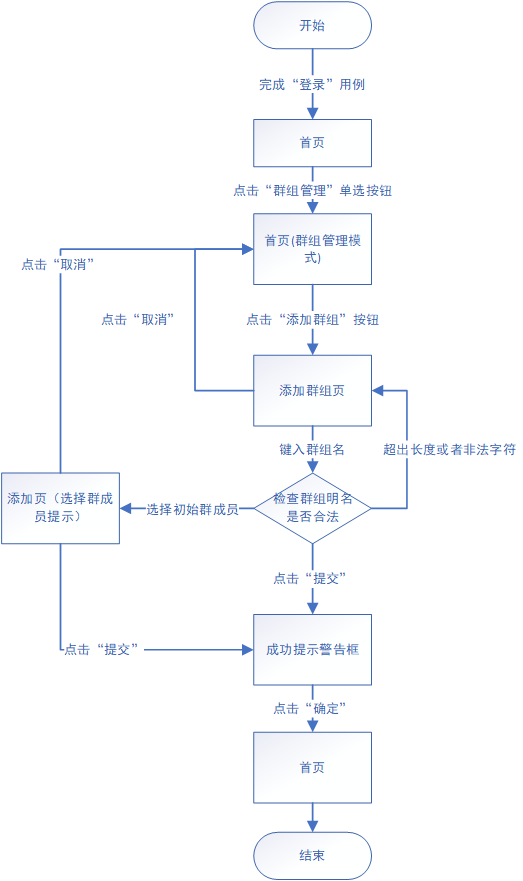 开始
完成“登录”用例
首页
点击“群组管理”单选按钮
首页(群组管理模
式)
点击“取消”
点击“取消”
点击“添加群组”按钮
添加群组页
键入群组名
超出长度或者非法字符
添加页（选择群成
员提示）
选择初始群成员
检查群组明名
是否合法
点击“提交”
点击“提交”
成功提示警告框
点击“确定”
首页
结束